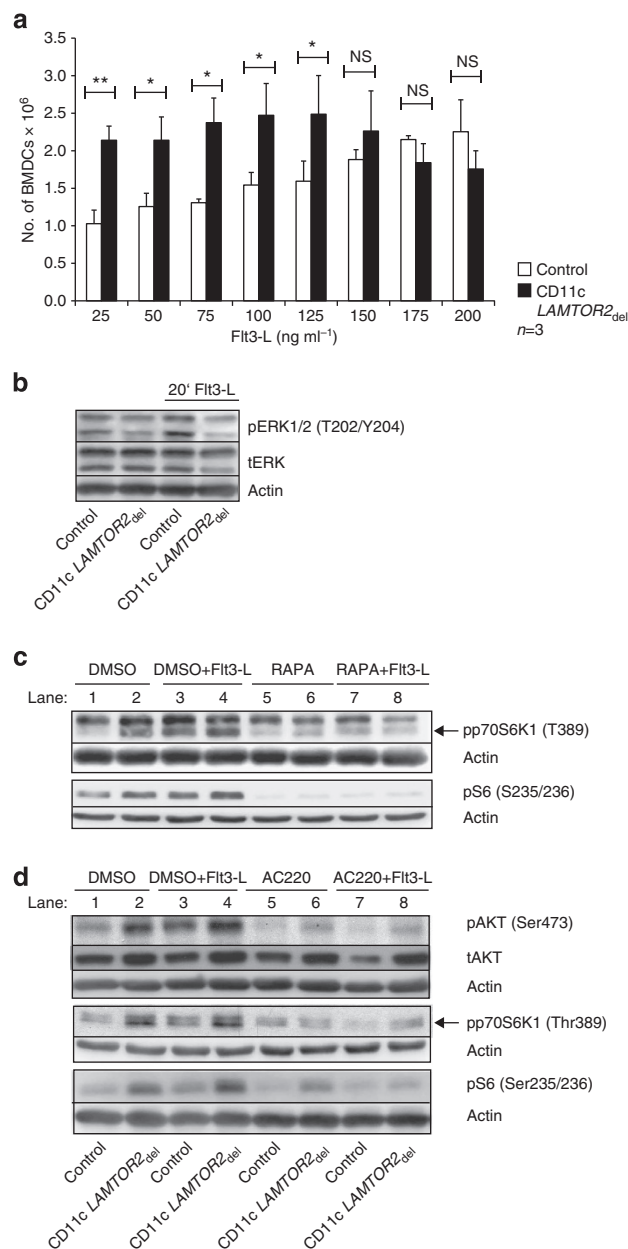 a
3.5
3.0
2.5
2.0
1.5
1.0
0.5
0.0
No. of BMDCs × 10⁶
** * * * * NS NS NS
25 50 75 100 125 150 175 200
Flt3-L (ng ml⁻¹)
Control
CD11c
LAMTOR2del
n=3
b
20‘ Flt3-L
pERK1/2 (T202/Y204)
tERK
Actin
Control
CD11c LAMTOR2del
Control
CD11c LAMTOR2del
c
DMSO DMSO+Flt3-L RAPA RAPA+Flt3-L
Lane: 1 2 3 4 5 6 7 8
pp70S6K1 (T389)
Actin
pS6 (S235/236)
Actin
d
DMSO DMSO+Flt3-L AC220 AC220+Flt3-L
Lane: 1 2 3 4 5 6 7 8
pAKT (Ser473)
tAKT
Actin
pp70S6K1 (Thr389)
Actin
pS6 (Ser235/236)
Actin
Control
CD11c LAMTOR2del
Control
CD11c LAMTOR2del
Control
CD11c LAMTOR2del
Control
CD11c LAMTOR2del